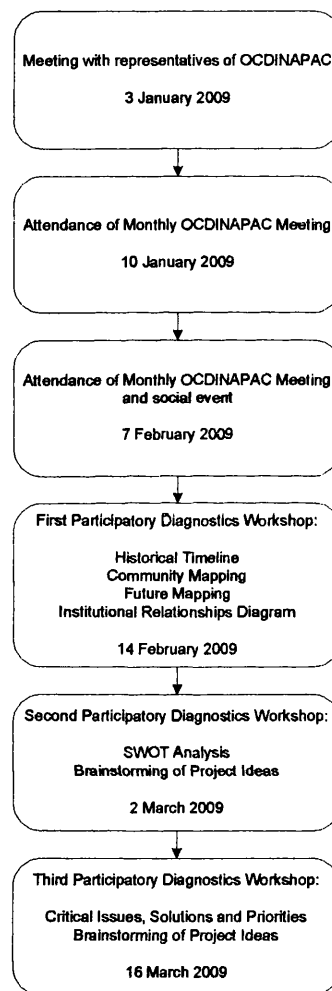 Meeting with representatives of OCDINAPAC
3 January 2009
Attendance of Monthly OCDINAPAC Meeting
10 January 2009
Attendance of Monthly OCDINAPAC Meeting
and social event
7 February 2009
First Participatory Diagnostics Workshop:
Historical Timeline
Community Mapping
Future Mapping
Institutional Relationships Diagram
14 February 2009
Second Participatory Diagnostics Workshop:
SWOT Analysis
Brainstorming of Project Ideas
2 March 2009
Third Participatory Diagnostics Workshop:
Critical Issues, Solutions and Priorities
Brainstorming of Project Ideas
16 March 2009